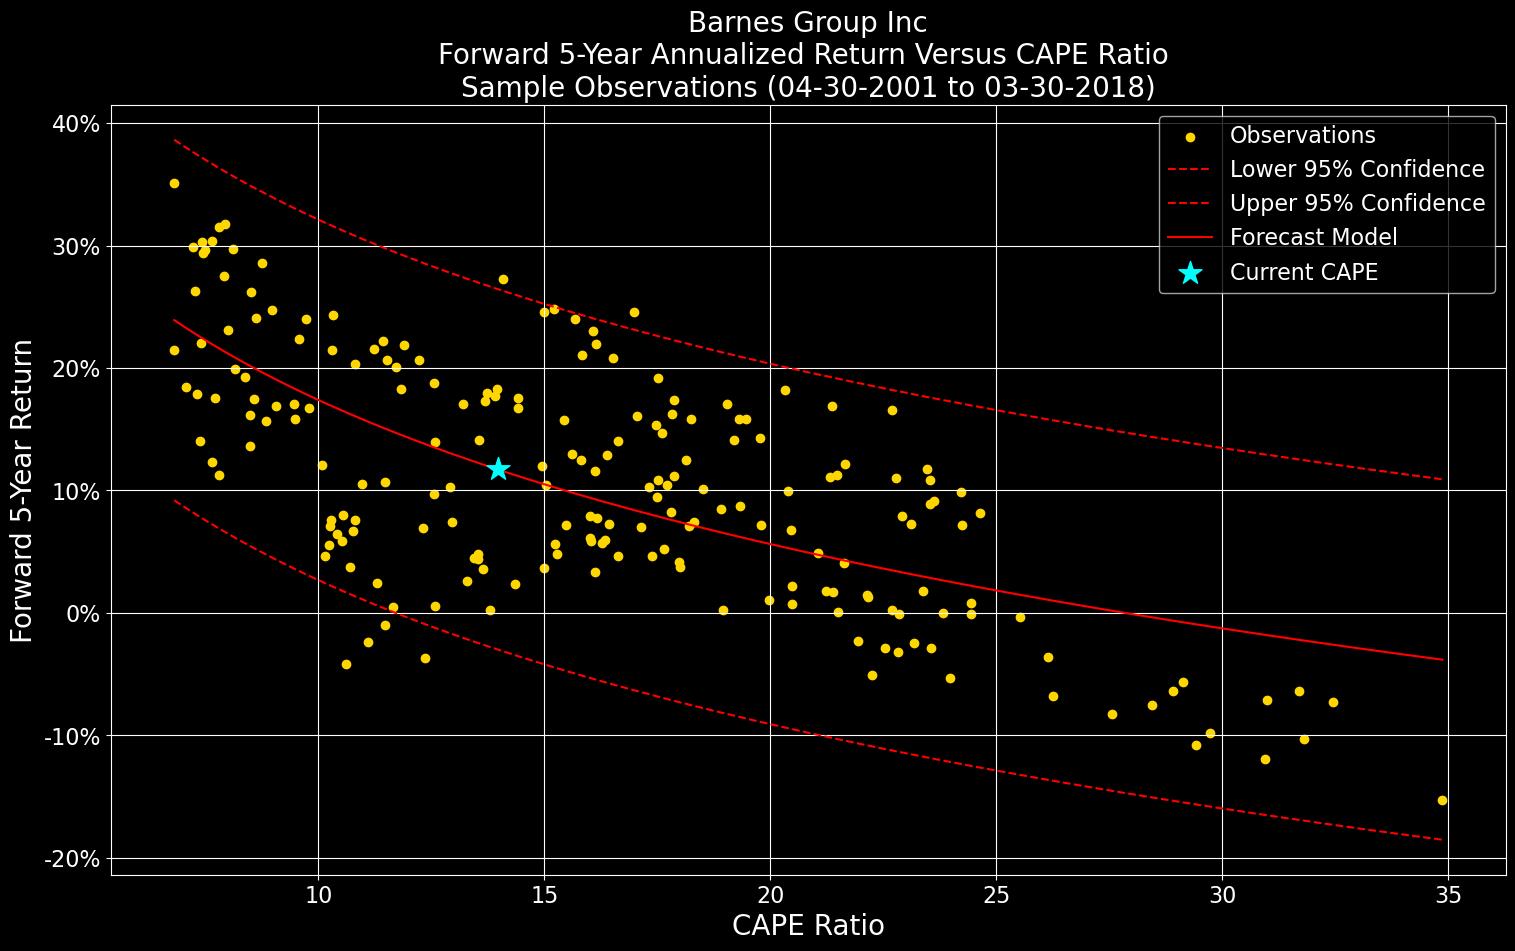 Barnes Group Inc
Forward 5-Year Annualized Return Versus CAPE Ratio
Sample Observations (04-30-2001 to 03-30-2018)
Observations
Lower 95% Confidence
Upper 95% Confidence
Forecast Model
Current CAPE
Forward 5-Year Return
40%
30%
20%
10%
0%
-10%
-20%
10 15 20 25 30 35
CAPE Ratio